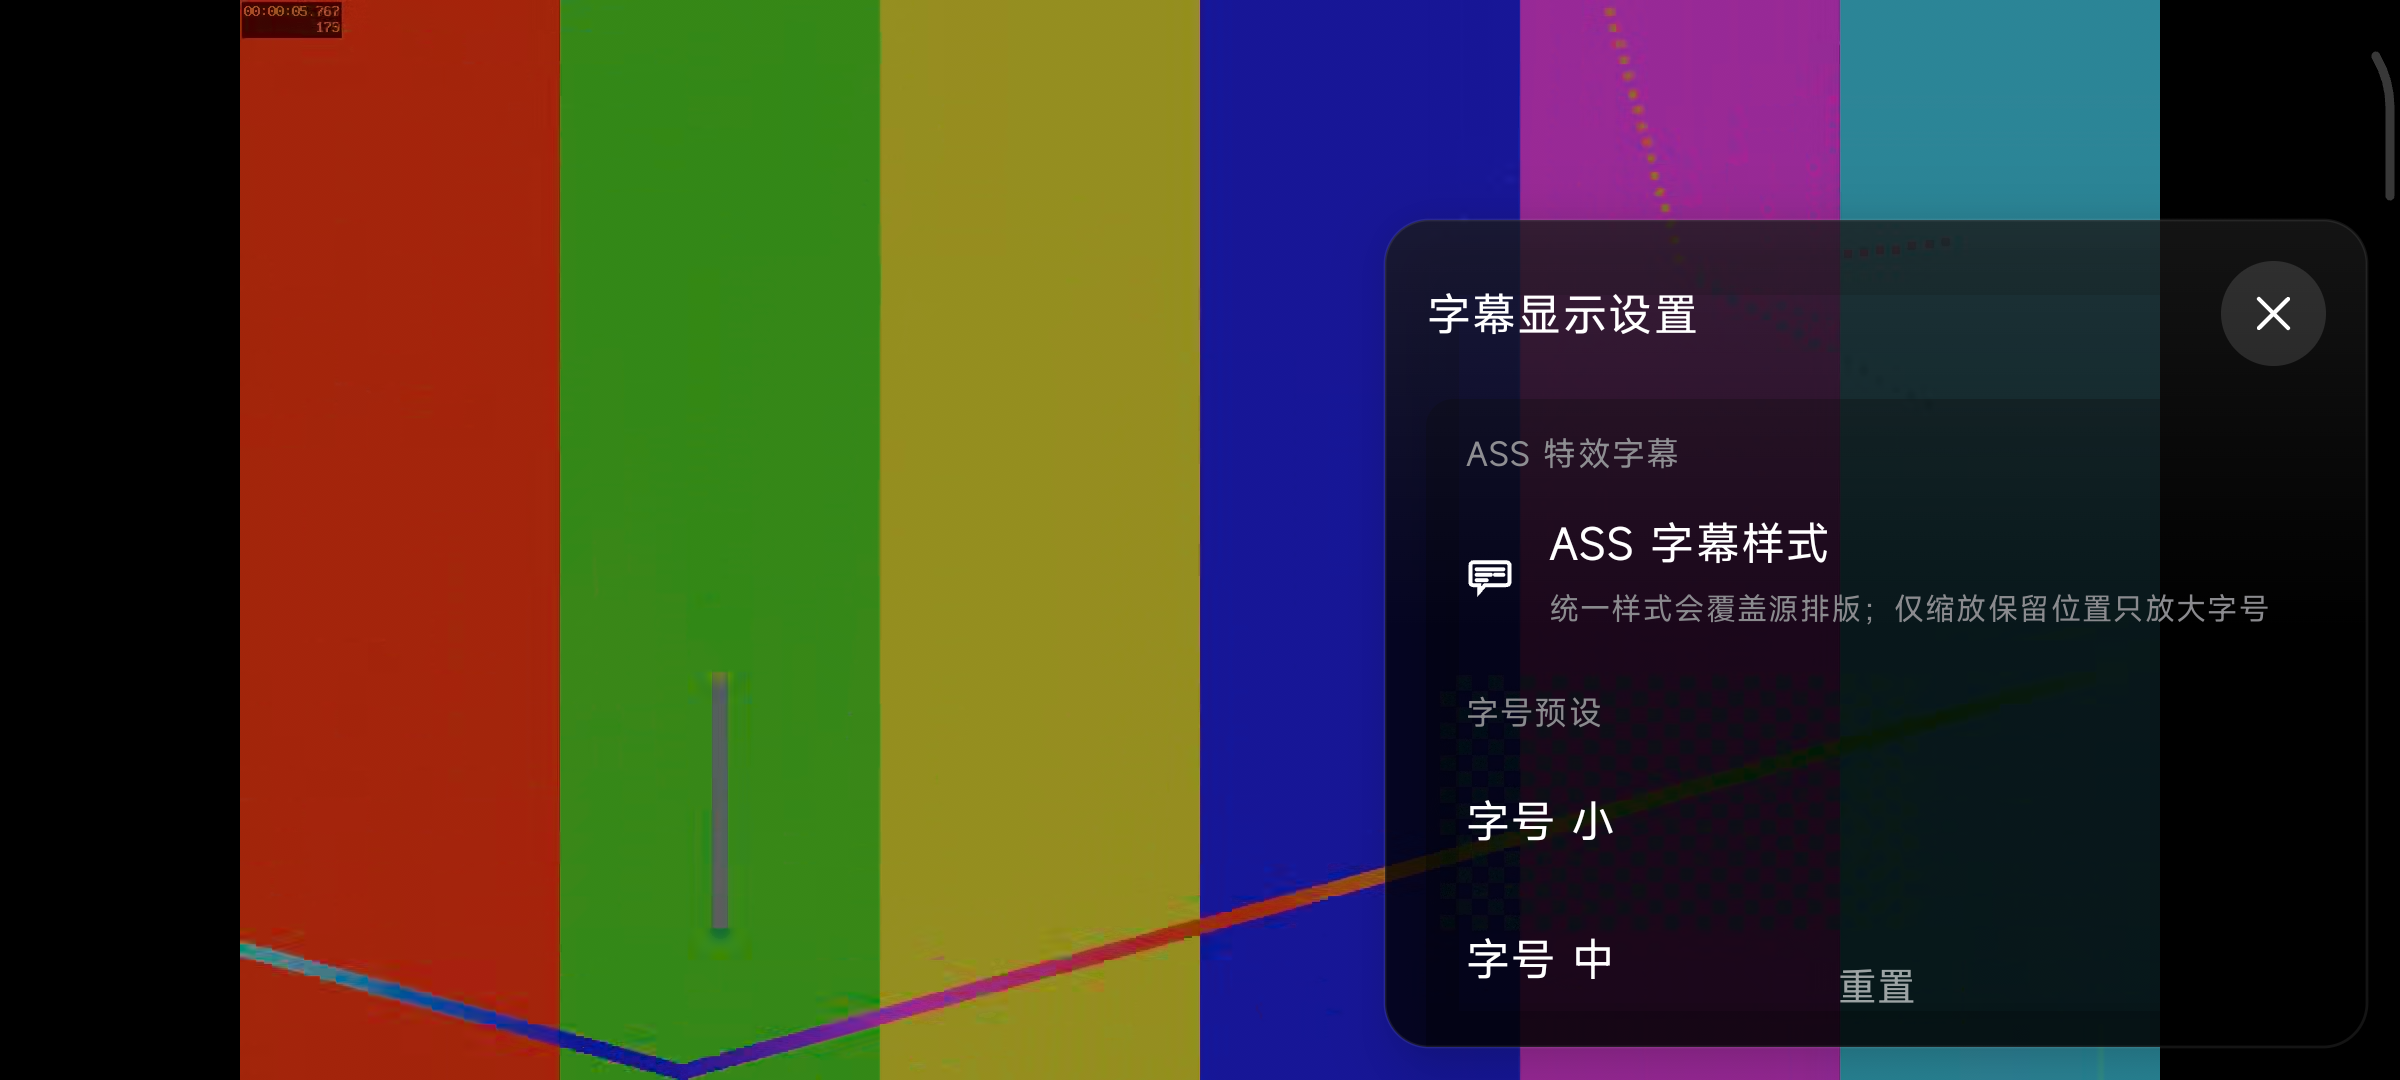 00:00:05.767
175
字幕显示设置
ASS 特效字幕
ASS 字幕样式
统一样式会覆盖源排版；仅缩放保留位置只放大字号
字号预设
字号 小
字号 中
重置